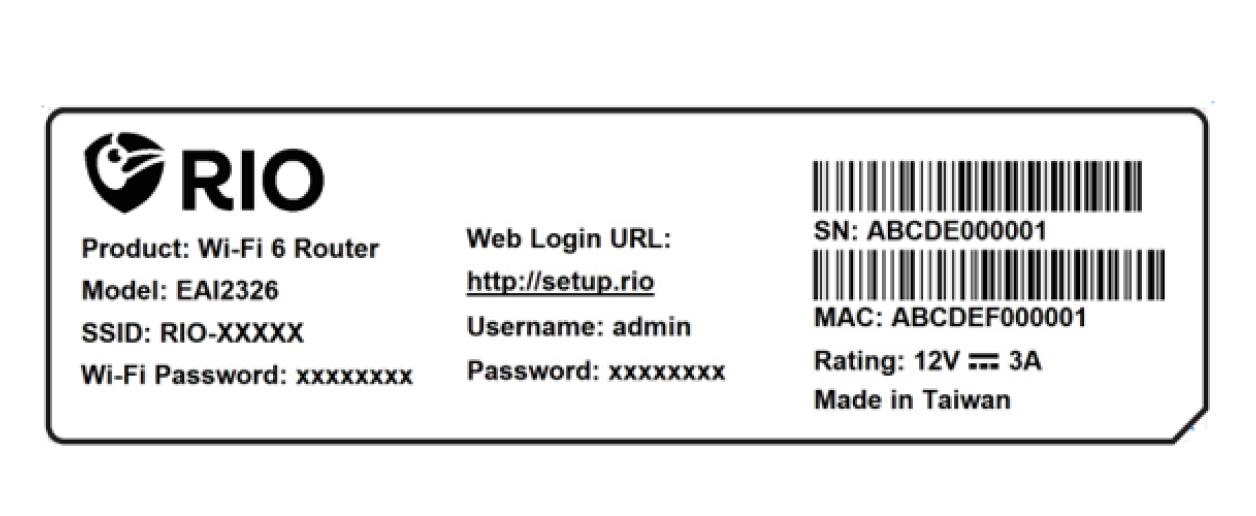 RIO
Product: Wi-Fi 6 Router
Model: EAI2326
SSID: RIO-XXXXX
Wi-Fi Password: xxxxxxxx
Web Login URL:
http://setup.rio
Username: admin
Password: xxxxxxxx
SN: ABCDE000001
MAC: ABCDEF000001
Rating: 12V ⎓ 3A
Made in Taiwan